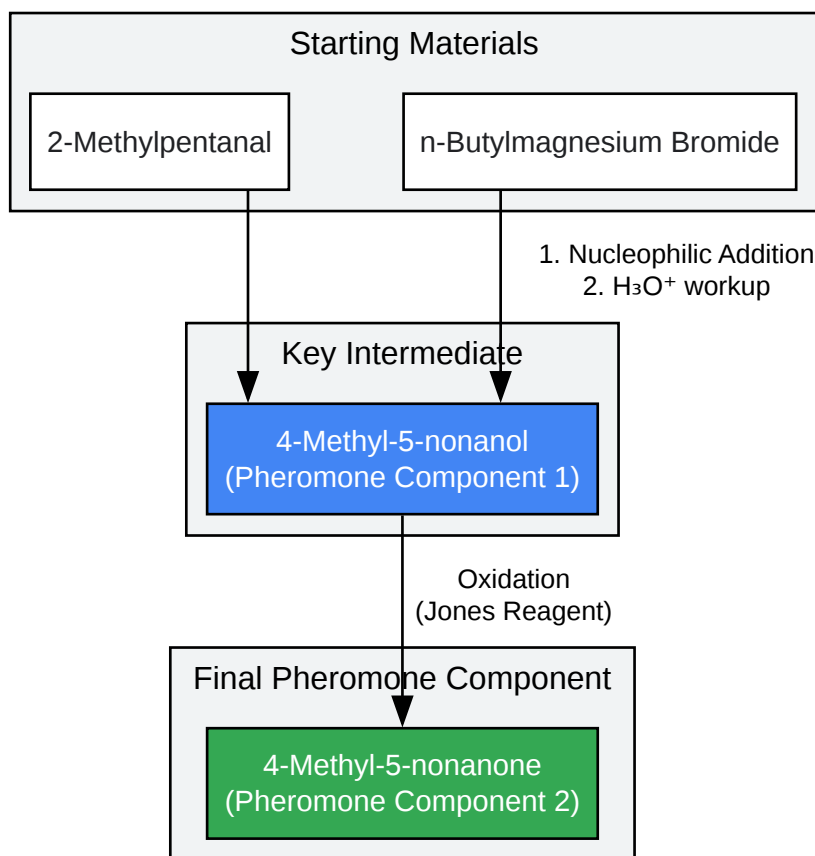 Starting Materials
2-Methylpentanal
n-Butylmagnesium Bromide
1. Nucleophilic Addition
2. H₃O⁺ workup
Key Intermediate
4-Methyl-5-nonanol
(Pheromone Component 1)
Oxidation
(Jones Reagent)
Final Pheromone Component
4-Methyl-5-nonanone
(Pheromone Component 2)